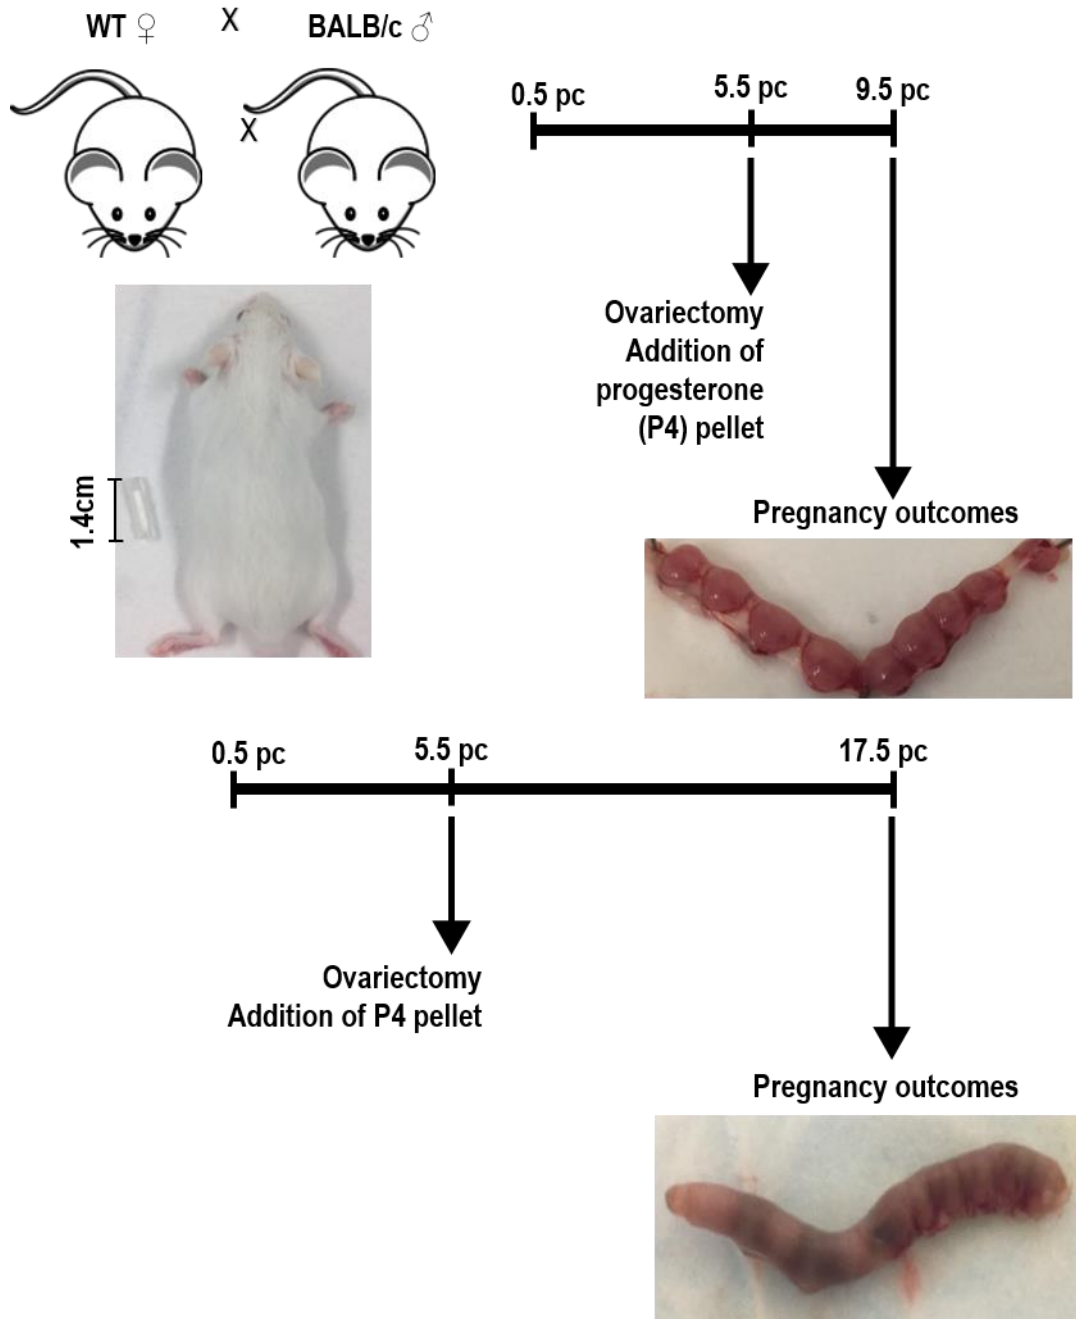 WT ♀ X BALB/c ♂
X
0.5 pc 5.5 pc 9.5 pc
Ovariectomy
Addition of
progesterone
(P4) pellet
1.4cm
Pregnancy outcomes
0.5 pc 5.5 pc 17.5 pc
Ovariectomy
Addition of P4 pellet
Pregnancy outcomes